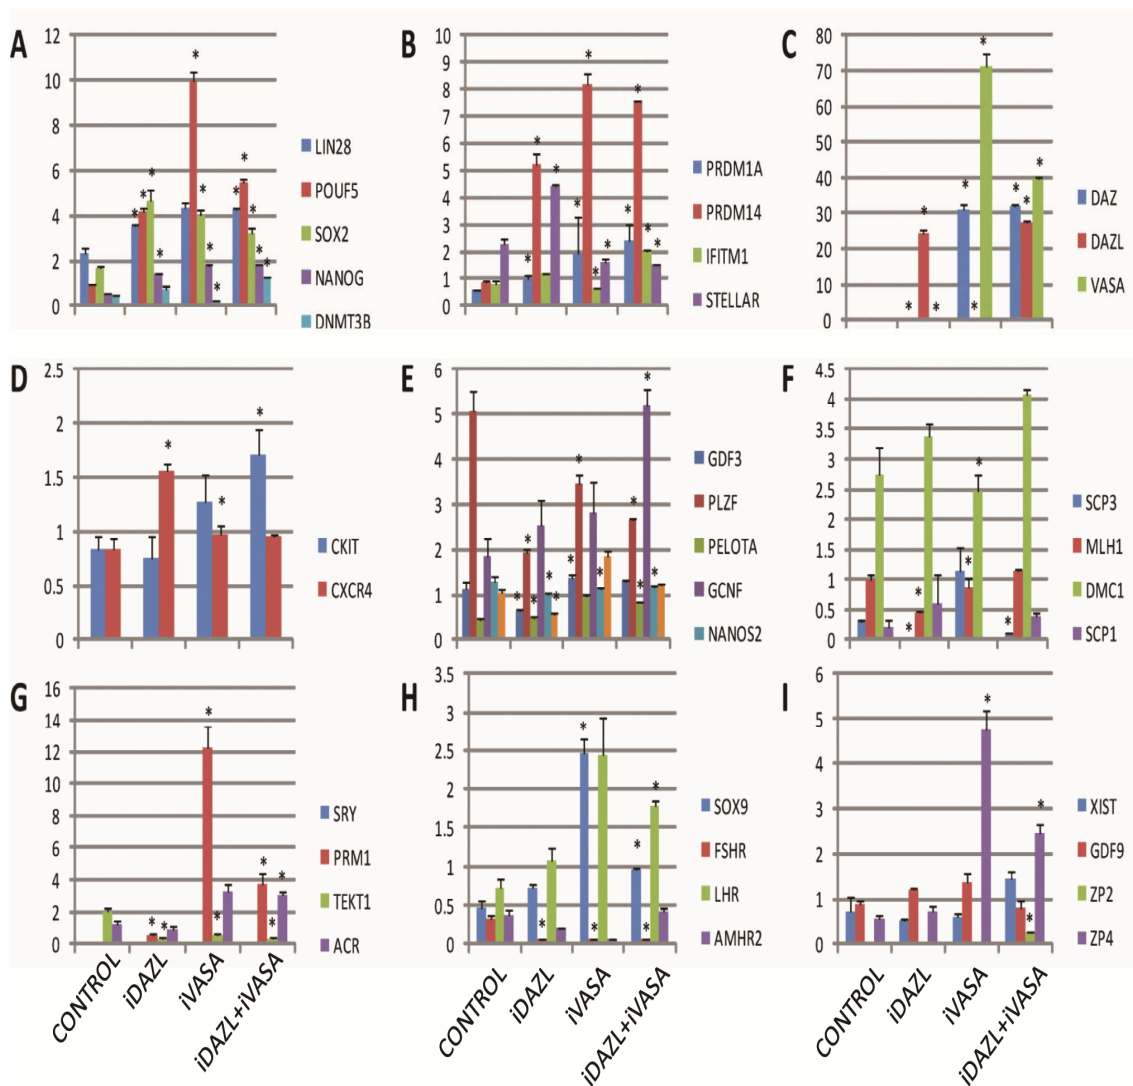 A
12
10
8
6
4
2
0
LIN28
POUF5
SOX2
NANOG
DNMT3B
B
10
9
8
7
6
5
4
3
2
1
0
PRDM1A
PRDM14
IFITM1
STELLAR
C
80
70
60
50
40
30
20
10
0
DAZ
DAZL
VASA
D
2.5
2
1.5
1
0.5
0
CKIT
CXCR4
E
6
5
4
3
2
1
0
GDF3
PLZF
PELOTA
GCNF
NANOS2
F
4.5
4
3.5
3
2.5
2
1.5
1
0.5
0
SCP3
MLH1
DMC1
SCP1
G
16
14
12
10
8
6
4
2
0
SRY
PRM1
TEKT1
ACR
CONTROL
iDAZL
iVASA
iDAZL+iVASA
H
3.5
3
2.5
2
1.5
1
0.5
0
SOX9
FSHR
LHR
AMHR2
CONTROL
iDAZL
iVASA
iDAZL+iVASA
I
6
5
4
3
2
1
0
XIST
GDF9
ZP2
ZP4
CONTROL
iDAZL
iVASA
iDAZL+iVASA